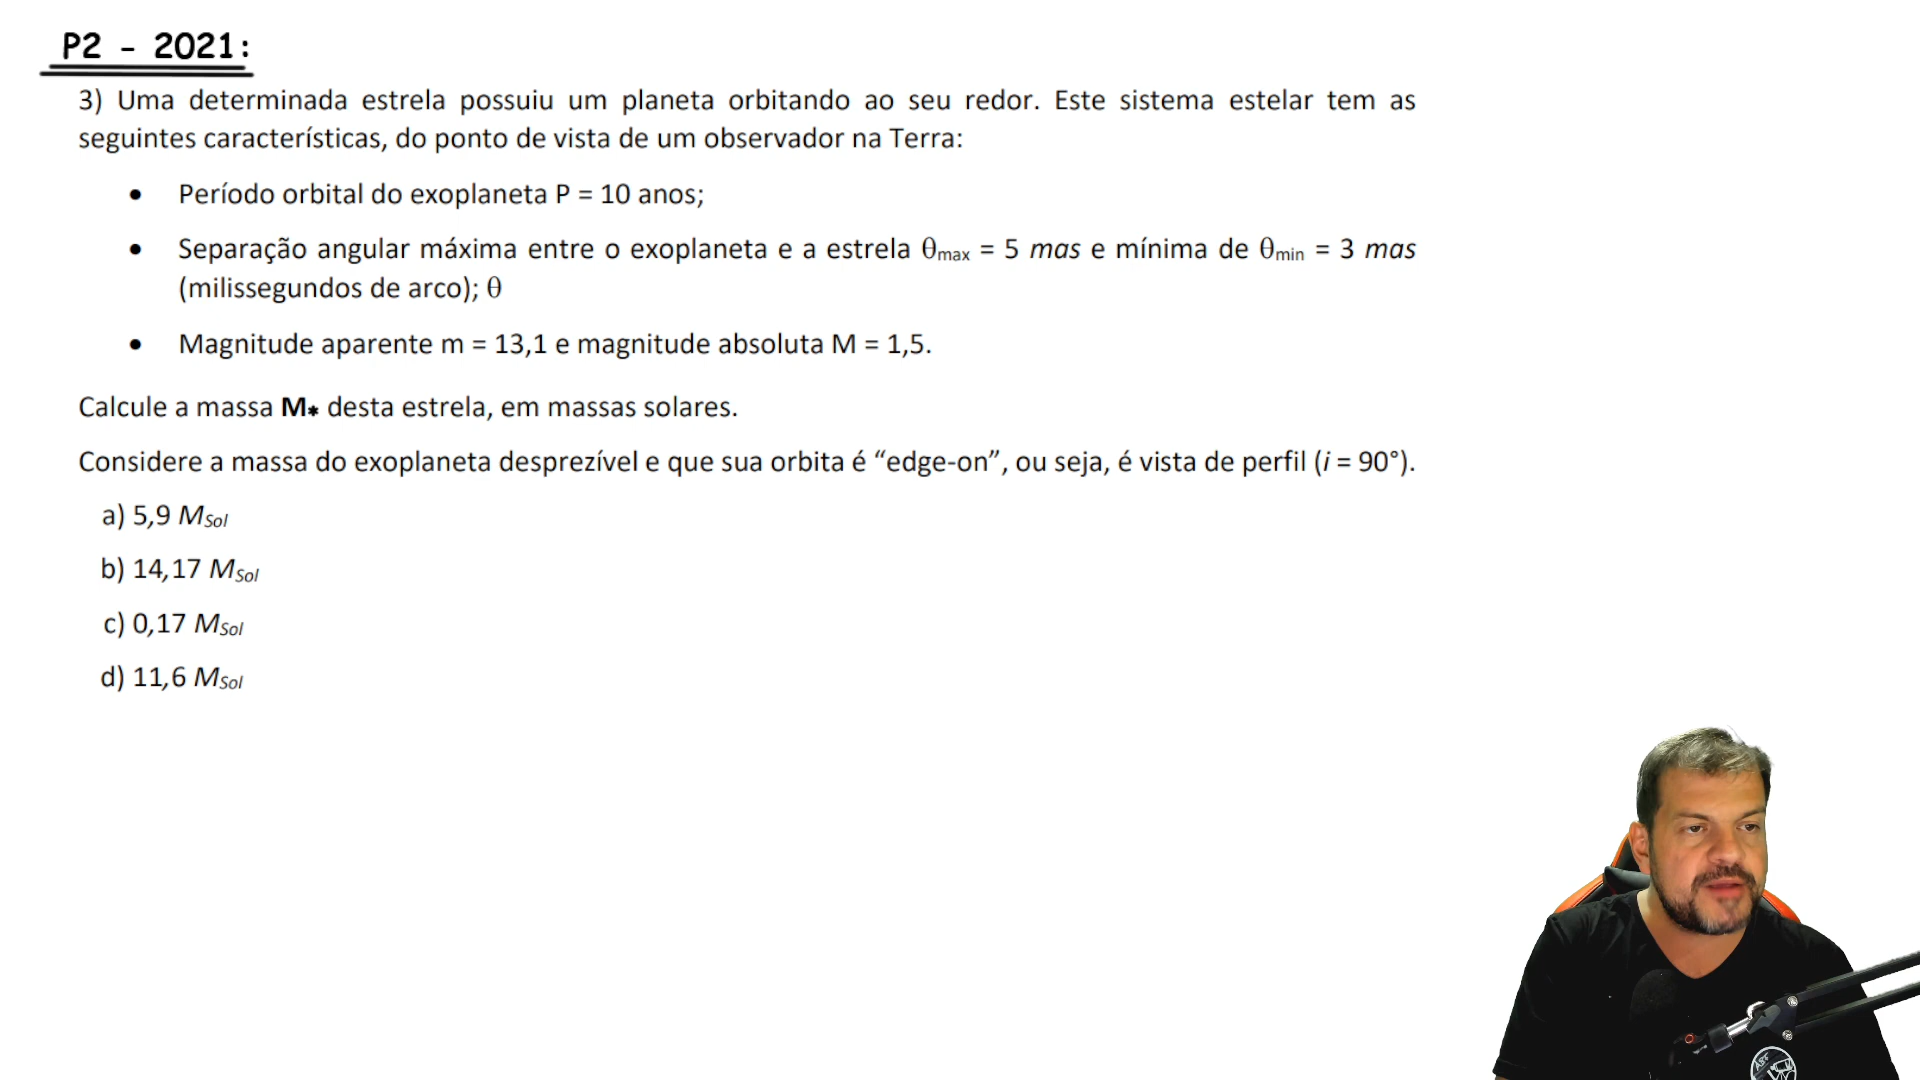 P2 - 2021:
3) Uma determinada estrela possuiu um planeta orbitando ao seu redor. Este sistema estelar tem as
seguintes características, do ponto de vista de um observador na Terra:
• Período orbital do exoplaneta P = 10 anos;
• Separação angular máxima entre o exoplaneta e a estrela θmax = 5 mas e mínima de θmin = 3 mas
(milissegundos de arco); θ
• Magnitude aparente m = 13,1 e magnitude absoluta M = 1,5.
Calcule a massa M* desta estrela, em massas solares.
Considere a massa do exoplaneta desprezível e que sua orbita é “edge-on”, ou seja, é vista de perfil (i = 90°).
a) 5,9 MSol
b) 14,17 MSol
c) 0,17 MSol
d) 11,6 MSol